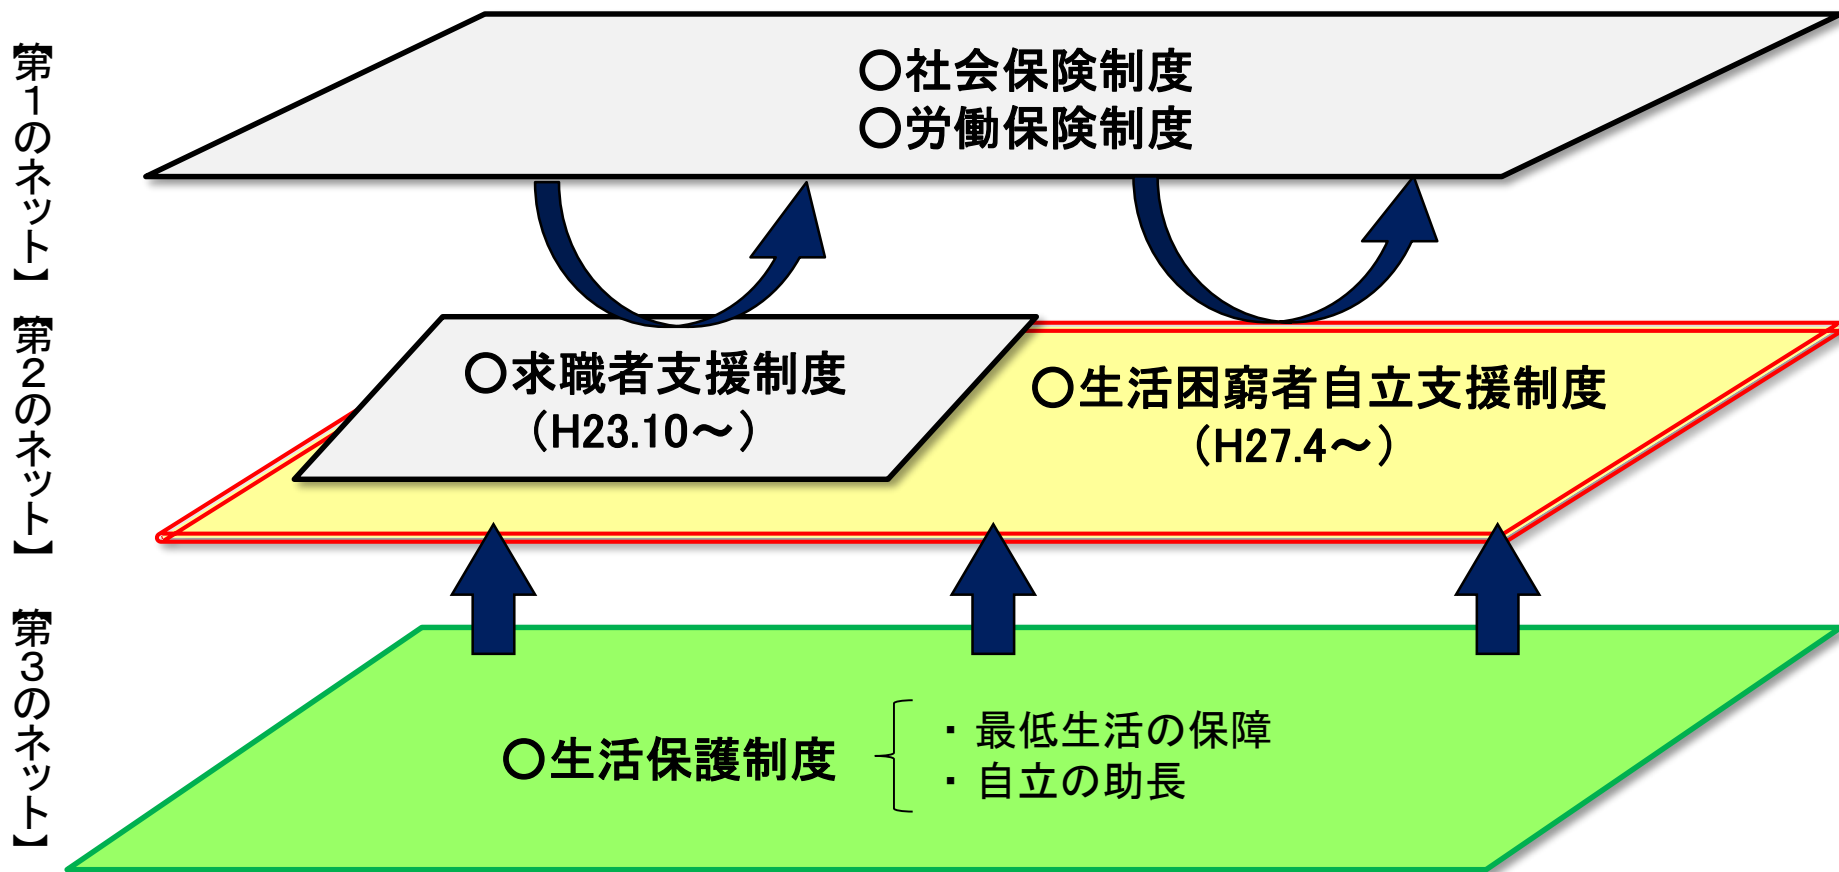 【第１のネット】
○社会保険制度
○労働保険制度
【第２のネット】
○求職者支援制度
（H23.10～）
○生活困窮者自立支援制度
（H27.4～）
【第３のネット】
○生活保護制度
・最低生活の保障
・自立の助長